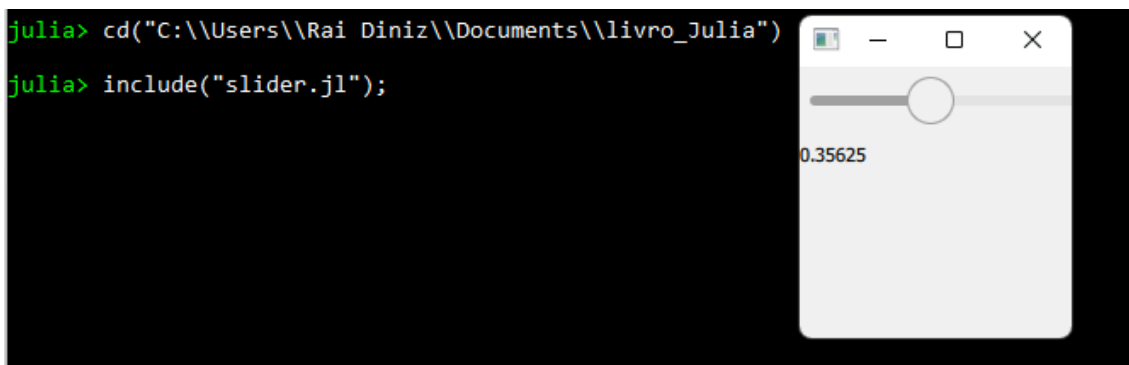 julia> cd("C:\\Users\\Rai Diniz\\Documents\\livro_Julia")
julia> include("slider.jl");
0.35625